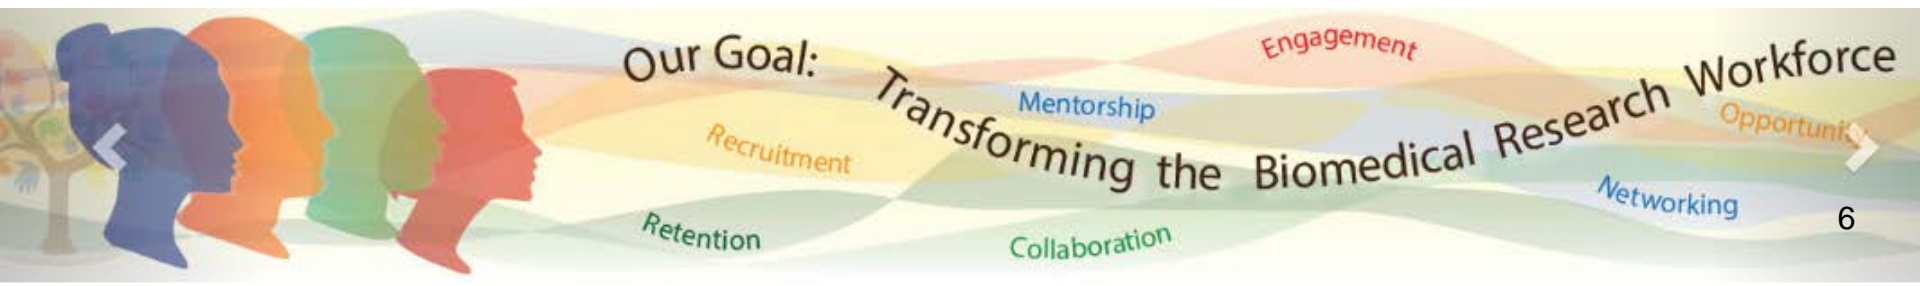 Our Goal: Transforming the Biomedical Research Workforce
Engagement
Mentorship
Recruitment
Networking
Retention
Collaboration
6